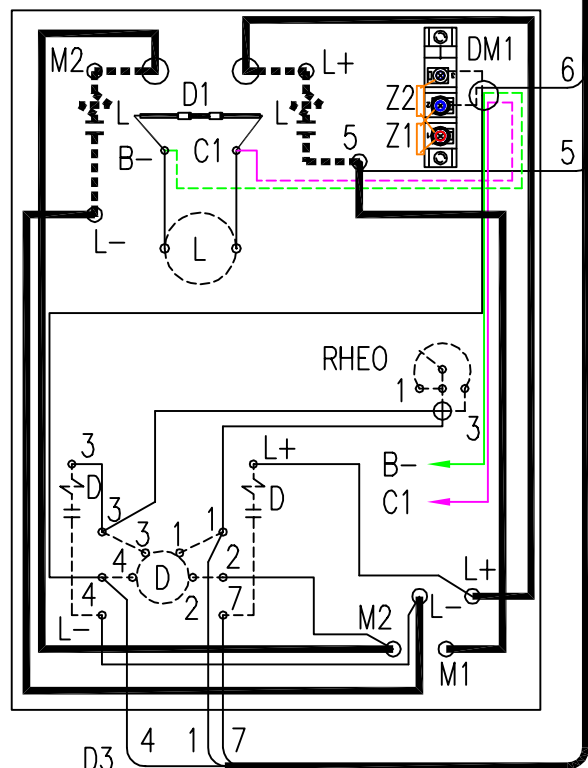 M2 L+ DM1
D1 6
L L Z2
B- C1 5 Z1 5
L- L
RHEO
1
3
3 L+ B-
D D C1
3 3 1 1
4 D 2 L+
4 2 7 L-
L- M2
M1
4 1 7
D3